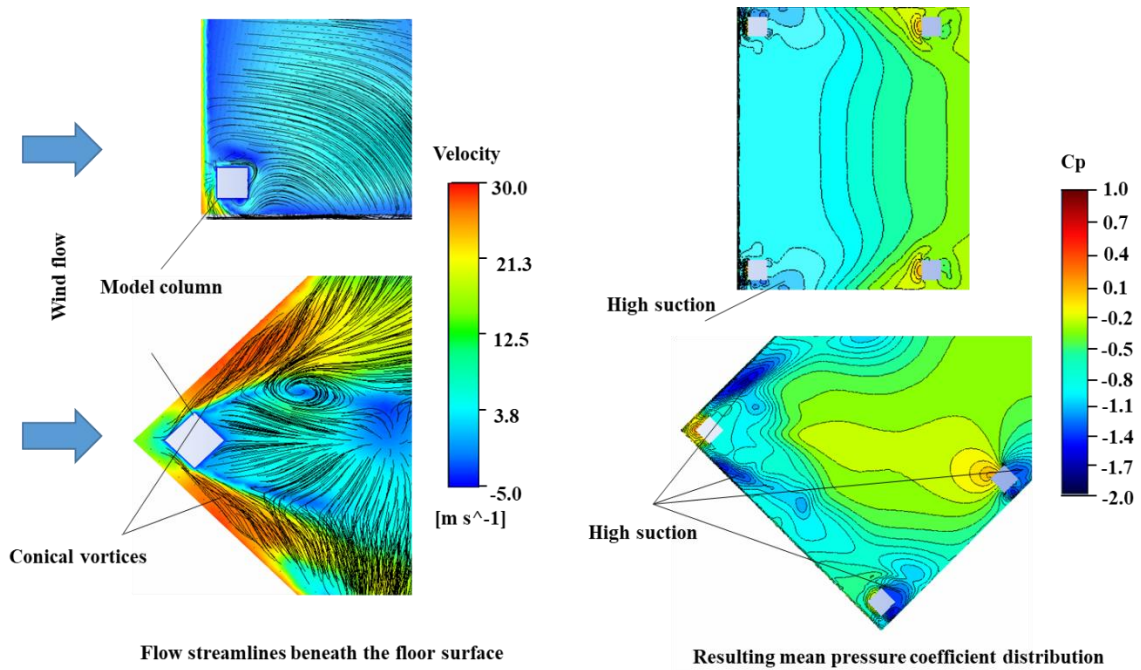 Wind flow
Velocity
30.0
21.3
12.5
3.8
-5.0
[m s^-1]
Model column
Conical vortices
Flow streamlines beneath the floor surface
High suction
Cp
1.0
0.7
0.4
0.1
-0.2
-0.5
-0.8
-1.1
-1.4
-1.7
-2.0
High suction
Resulting mean pressure coefficient distribution